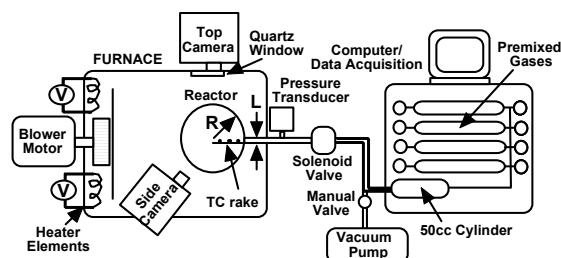 Top
Camera
Quartz
Window
FURNACE
Computer/
Data Acquisition
Premixed
Gases
Pressure
Transducer
Reactor
L
R
V
Blower
Motor
Solenoid
Valve
TC rake
Side
Camera
Manual
Valve
V
Heater
Elements
Vacuum
Pump
50cc Cylinder